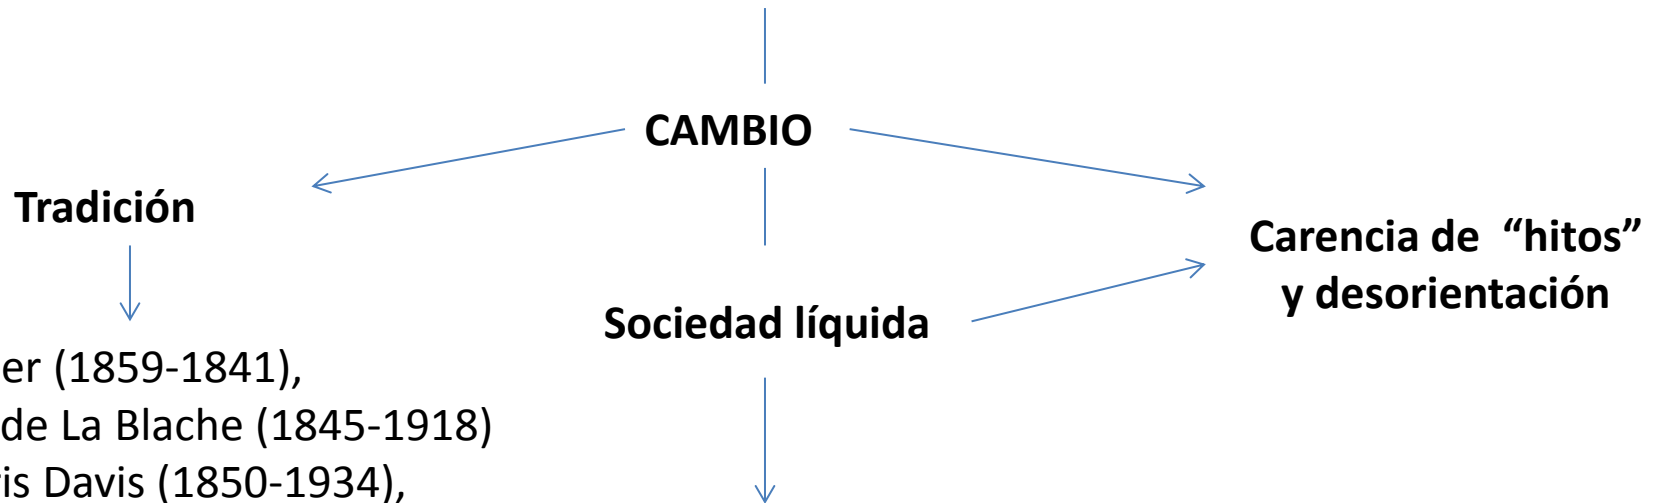 CAMBIO
Tradición
Carencia de “hitos”
y desorientación
Sociedad líquida
er (1859-1841),
de La Blache (1845-1918)
is Davis (1850-1934),